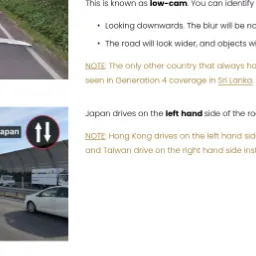 This is known as low-cam. You can identify
• Looking downwards. The blur will be no
• The road will look wider, and objects wi
NOTE: The only other country that always ha
seen in Generation 4 coverage in Sri Lanka.
apan
Japan drives on the left hand side of the ro
NOTE: Hong Kong drives on the left hand sid
and Taiwan drive on the right hand side inst